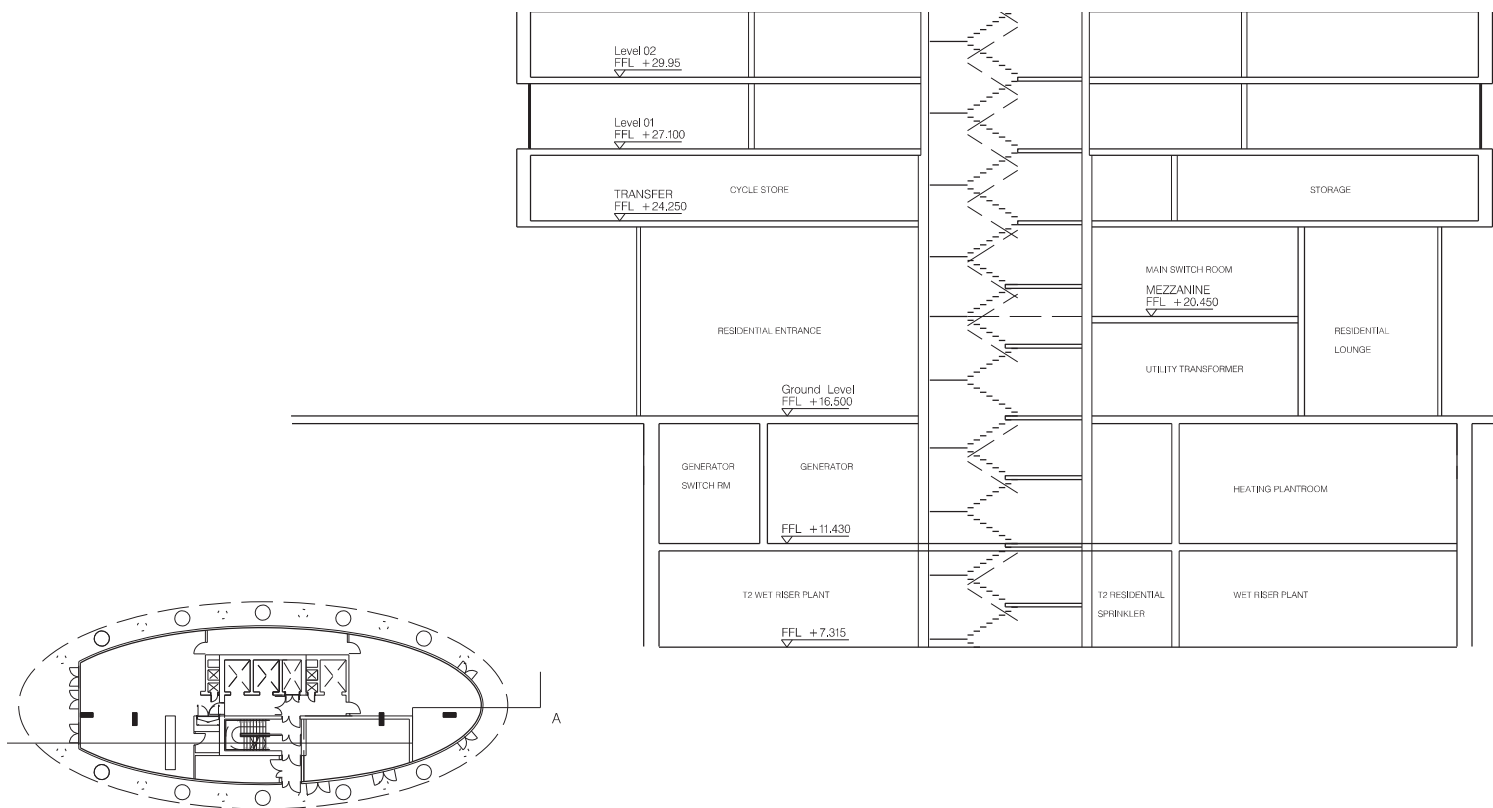 Level 02
FFL +29.95
Level 01
FFL +27.100
TRANSFER
FFL +24.250
CYCLE STORE
STORAGE
MAIN SWITCH ROOM
MEZZANINE
FFL +20.450
RESIDENTIAL ENTRANCE
RESIDENTIAL
LOUNGE
UTILITY TRANSFORMER
Ground Level
FFL +16.500
GENERATOR
SWITCH RM
GENERATOR
HEATING PLANTROOM
FFL +11.430
T2 WET RISER PLANT
T2 RESIDENTIAL
SPRINKLER
WET RISER PLANT
FFL +7.315
A